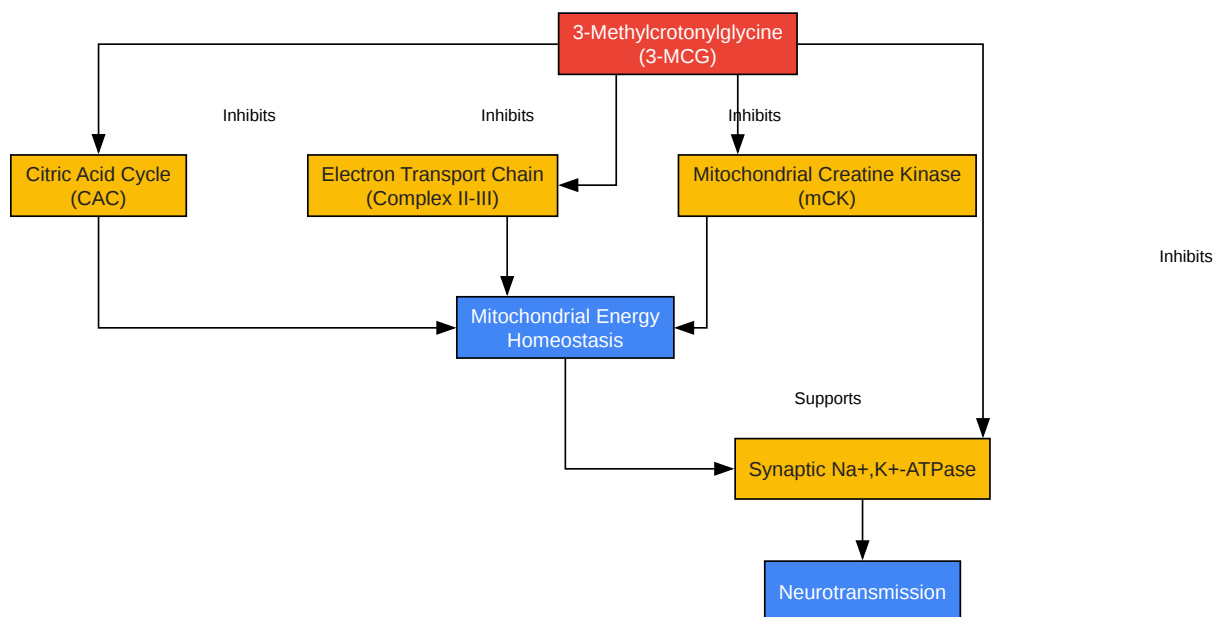 3-Methylcrotonylglycine
(3-MCG)
Inhibits
Inhibits
Inhibits
Citric Acid Cycle
(CAC)
Electron Transport Chain
(Complex II-III)
Mitochondrial Creatine Kinase
(mCK)
Inhibits
Mitochondrial Energy
Homeostasis
Supports
Synaptic Na+,K+-ATPase
Neurotransmission